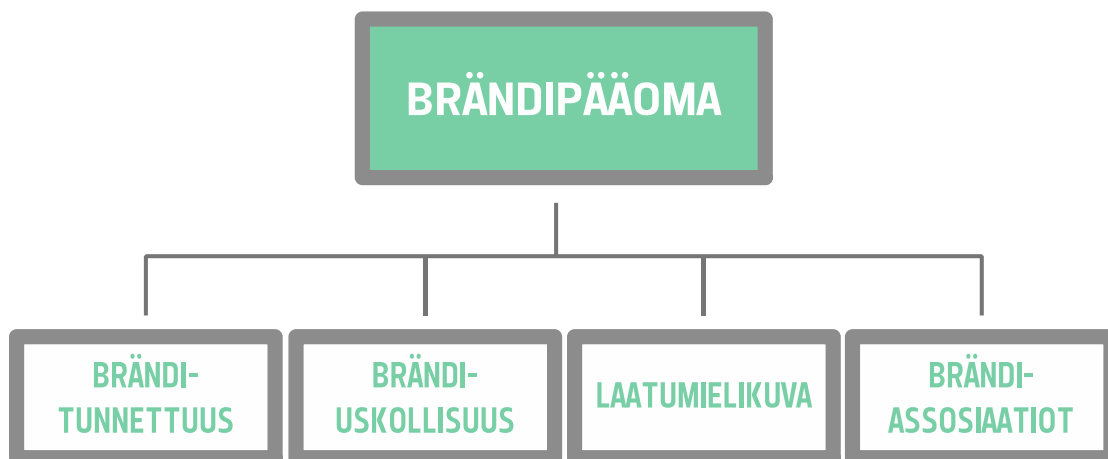 BRÄNDIPÄÄOMA
BRÄNDI-
TUNNETTUUS
BRÄNDI-
USKOLLISUUS
LAATUMIELIKUVA
BRÄNDI-
ASSOSIAATIOT